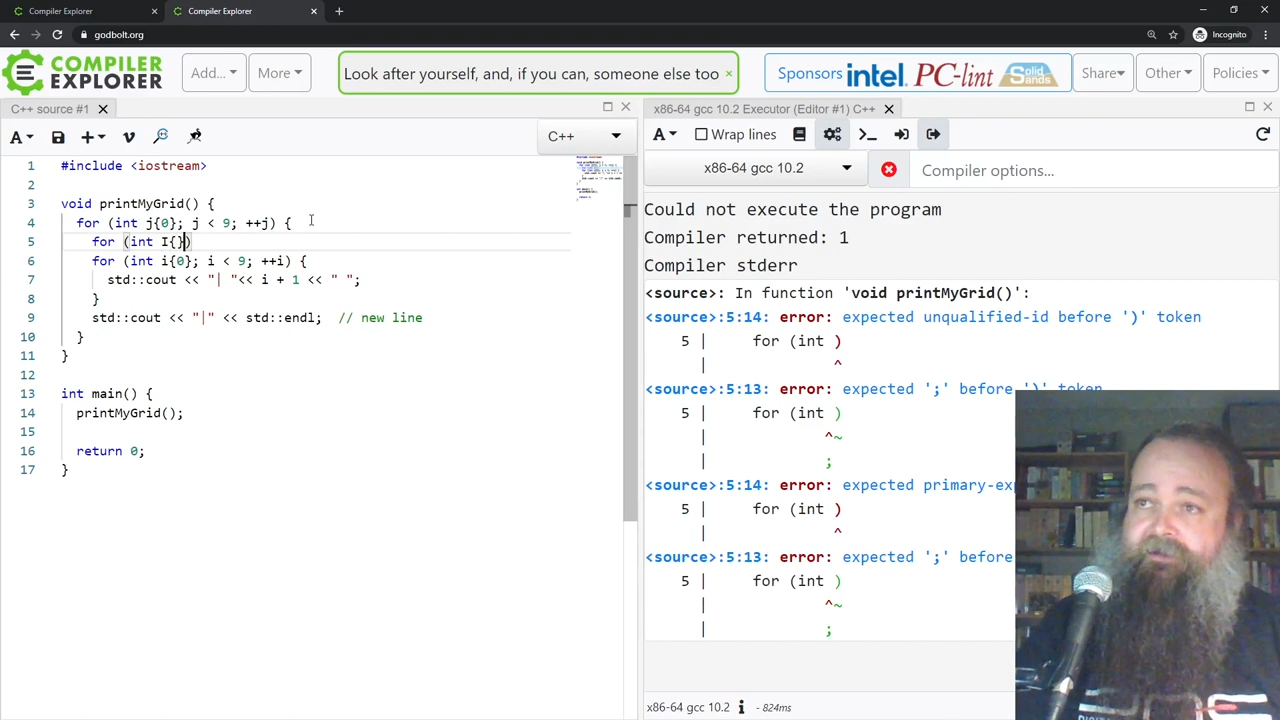 Compiler Explorer
Compiler Explorer
godbolt.org
Incognito
COMPILER EXPLORER
Add...
More
Look after yourself, and, if you can, someone else too ×
Sponsors intel. PC-lint Solid Sands
Share
Other
Policies
C++ source #1
A
C++
1 #include <iostream>
2
3 void printMyGrid() {
4 for (int j{0}; j < 9; ++j) {
5 for (int I{})
6 for (int i{0}; i < 9; ++i) {
7 std::cout << "| "<< i + 1 << " ";
8 }
9 std::cout << "|" << std::endl; // new line
10 }
11 }
12
13 int main() {
14 printMyGrid();
15
16 return 0;
17 }
x86-64 gcc 10.2 Executor (Editor #1) C++
A Wrap lines
x86-64 gcc 10.2
Compiler options...
Could not execute the program
Compiler returned: 1
Compiler stderr
<source>: In function 'void printMyGrid()':
<source>:5:14: error: expected unqualified-id before ')' token
5 | for (int )
| ^
<source>:5:13: error: expected ';' before ')' token
5 | for (int )
| ^~
| ;
<source>:5:14: error: expected primary-exp
5 | for (int )
| ^
<source>:5:13: error: expected ';' before
5 | for (int )
| ^~
| ;
x86-64 gcc 10.2 i - 824ms